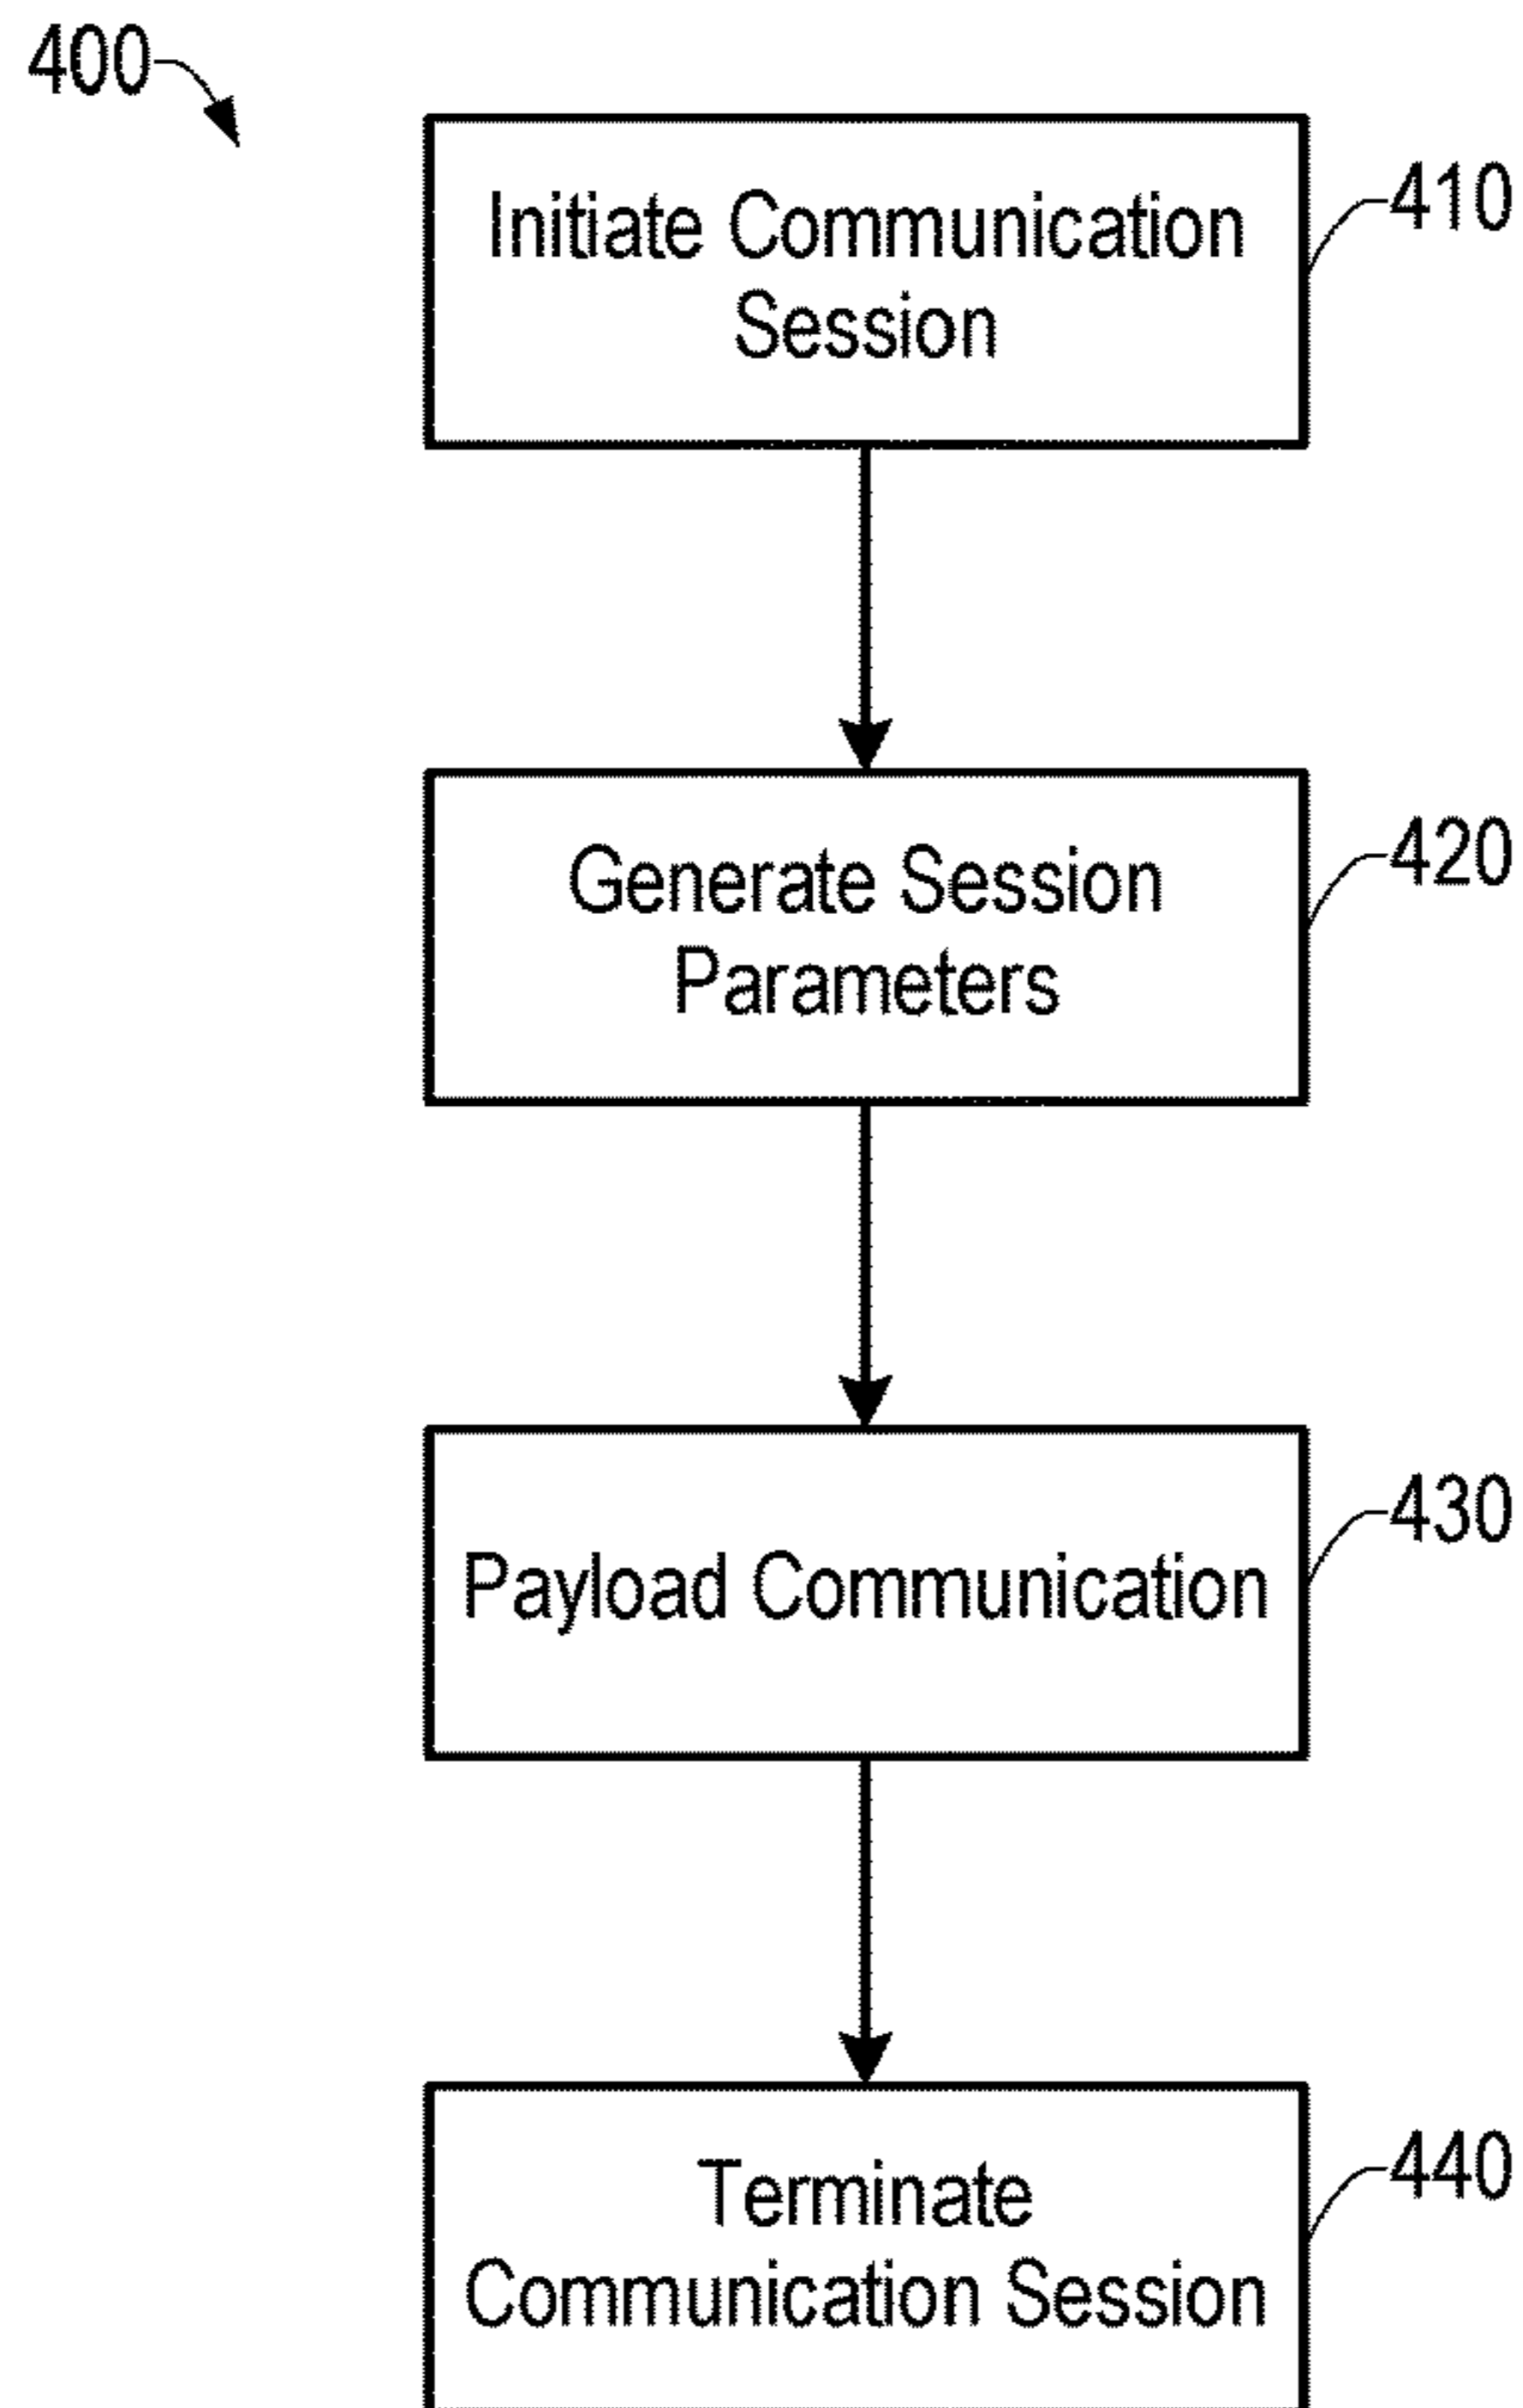 400
Initiate Communication
Session
410
Generate Session
Parameters
420
Payload Communication
430
Terminate
Communication Session
440